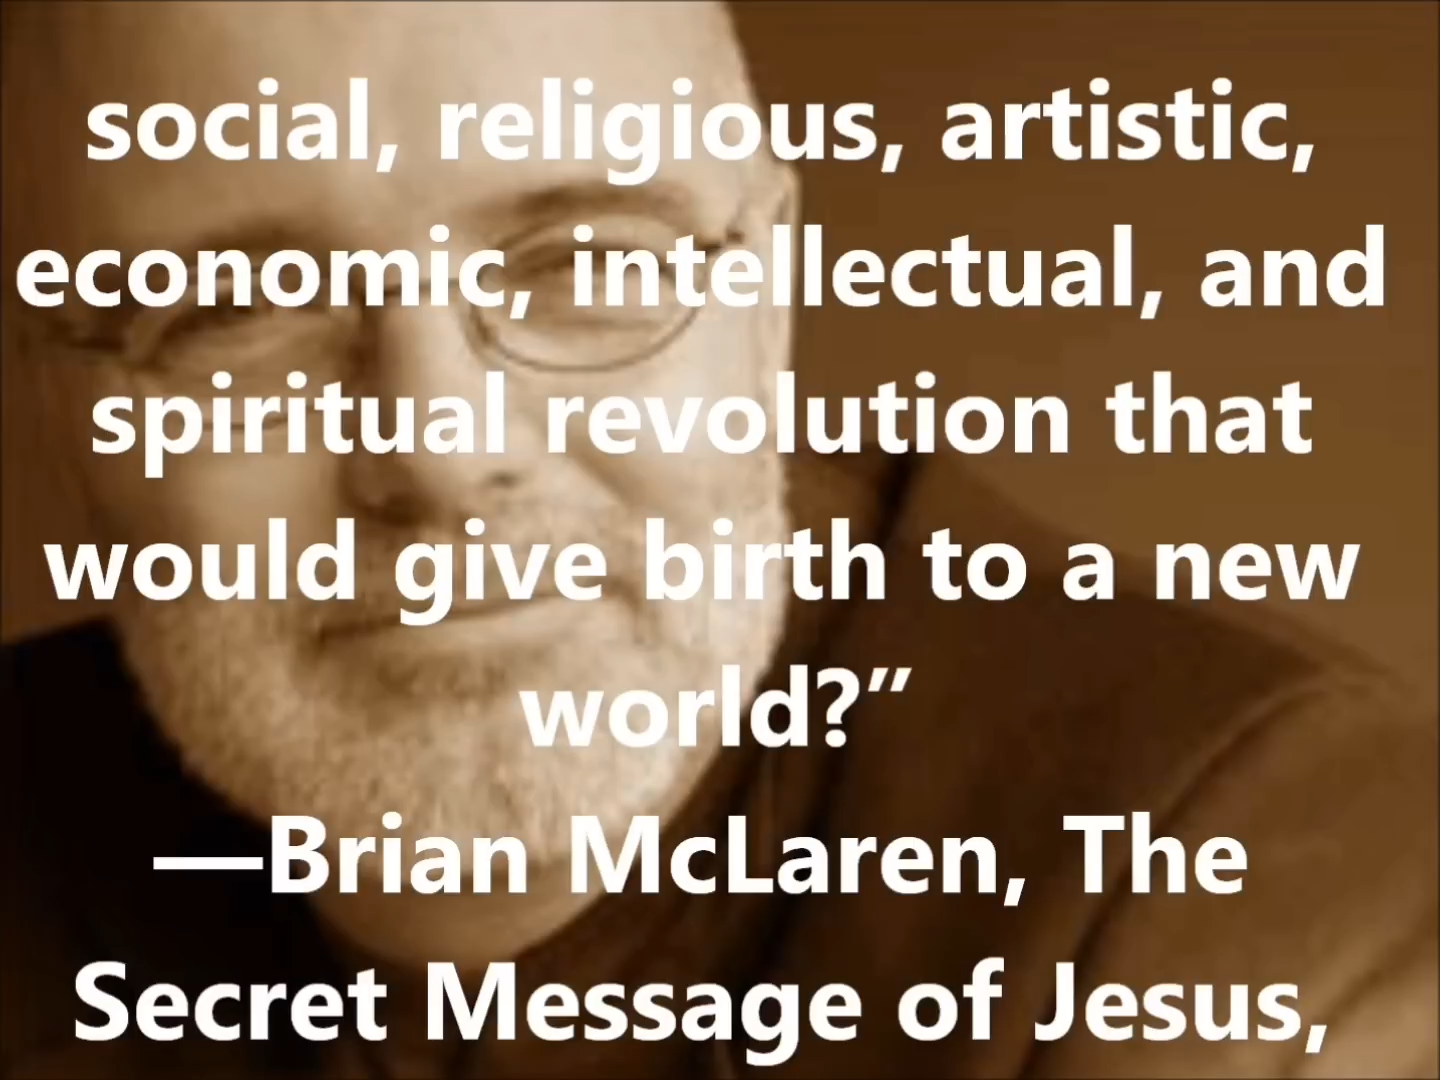 social, religious, artistic,
economic, intellectual, and
spiritual revolution that
would give birth to a new
world?”
—Brian McLaren, The
Secret Message of Jesus,